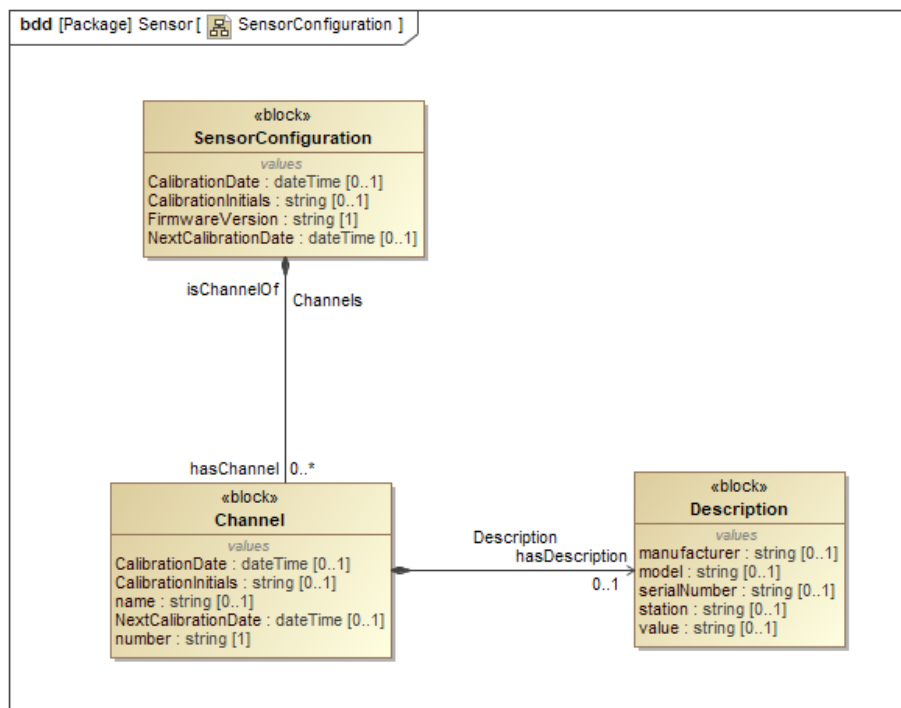 bdd [Package] Sensor [ SensorConfiguration ]
«block»
SensorConfiguration
values
CalibrationDate : dateTime [0..1]
CalibrationInitials : string [0..1]
FirmwareVersion : string [1]
NextCalibrationDate : dateTime [0..1]
isChannelOf
Channels
hasChannel 0..*
«block»
Channel
values
CalibrationDate : dateTime [0..1]
CalibrationInitials : string [0..1]
name : string [0..1]
NextCalibrationDate : dateTime [0..1]
number : string [1]
Description
hasDescription
0..1
«block»
Description
values
manufacturer : string [0..1]
model : string [0..1]
serialNumber : string [0..1]
station : string [0..1]
value : string [0..1]